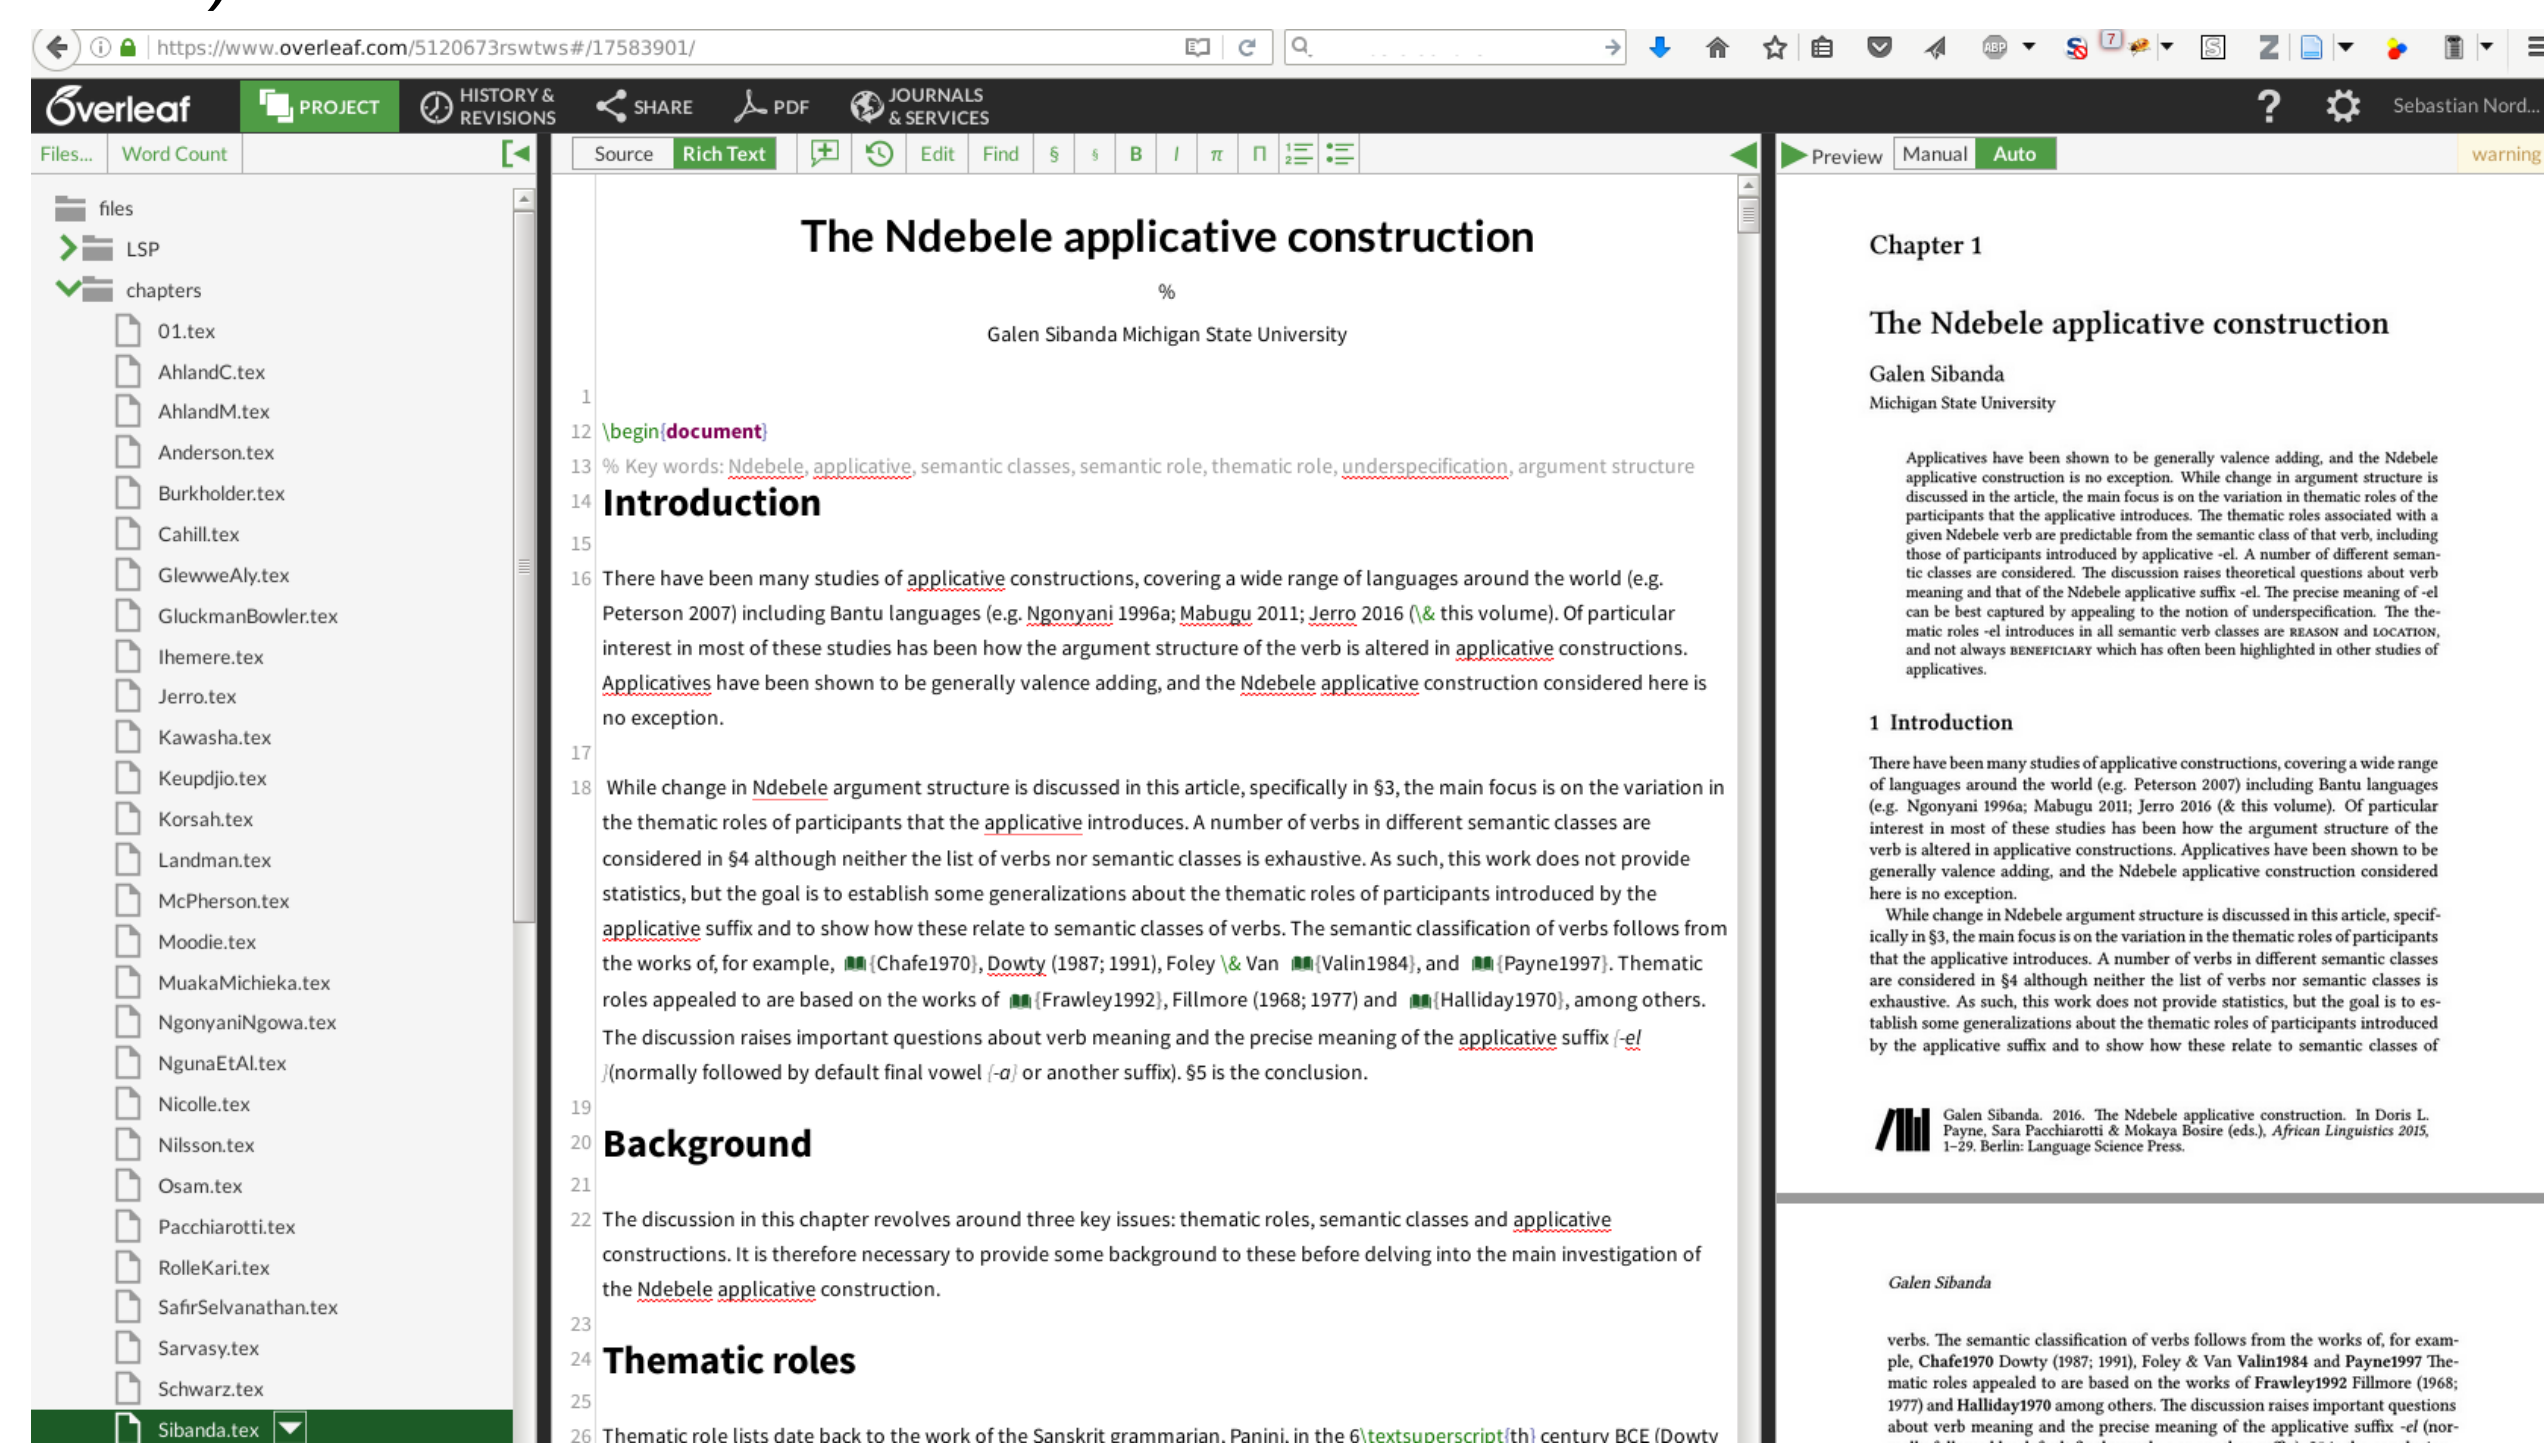 https://www.overleaf.com/5120673rswtws#/17583901/
ABP
7
S
Z
Overleaf
PROJECT
HISTORY &
REVISIONS
SHARE
PDF
JOURNALS
& SERVICES
?
Sebastian Nord...
Files...
Word Count
Source
Rich Text
Edit
Find
§
§
B
I
π
Π
Preview
Manual
Auto
warning
files
LSP
chapters
01.tex
AhlandC.tex
AhlandM.tex
Anderson.tex
Burkholder.tex
Cahill.tex
GlewweAly.tex
GluckmanBowler.tex
Ihemere.tex
Jerro.tex
Kawasha.tex
Keupdjio.tex
Korsah.tex
Landman.tex
McPherson.tex
Moodie.tex
MuakaMichieka.tex
NgonyaniNgowa.tex
NgunaEtAl.tex
Nicolle.tex
Nilsson.tex
Osam.tex
Pacchiarotti.tex
RolleKari.tex
SafirSelvanathan.tex
Sarvasy.tex
Schwarz.tex
Sibanda.tex
The Ndebele applicative construction
%
Galen Sibanda Michigan State University
1
12 \begin{document}
13 % Key words: Ndebele, applicative, semantic classes, semantic role, thematic role, underspecification, argument structure
14 Introduction
15
16 There have been many studies of applicative constructions, covering a wide range of languages around the world (e.g.
Peterson 2007) including Bantu languages (e.g. Ngonyani 1996a; Mabugu 2011; Jerro 2016 (\& this volume). Of particular
interest in most of these studies has been how the argument structure of the verb is altered in applicative constructions.
Applicatives have been shown to be generally valence adding, and the Ndebele applicative construction considered here is
no exception.
17
18 While change in Ndebele argument structure is discussed in this article, specifically in §3, the main focus is on the variation in
the thematic roles of participants that the applicative introduces. A number of verbs in different semantic classes are
considered in §4 although neither the list of verbs nor semantic classes is exhaustive. As such, this work does not provide
statistics, but the goal is to establish some generalizations about the thematic roles of participants introduced by the
applicative suffix and to show how these relate to semantic classes of verbs. The semantic classification of verbs follows from
the works of, for example, {Chafe1970}, Dowty (1987; 1991), Foley \& Van {Valin1984}, and {Payne1997}. Thematic
roles appealed to are based on the works of {Frawley1992}, Fillmore (1968; 1977) and {Halliday1970}, among others.
The discussion raises important questions about verb meaning and the precise meaning of the applicative suffix {-el
}(normally followed by default final vowel {-a} or another suffix). §5 is the conclusion.
19
20 Background
21
22 The discussion in this chapter revolves around three key issues: thematic roles, semantic classes and applicative
constructions. It is therefore necessary to provide some background to these before delving into the main investigation of
the Ndebele applicative construction.
23
24 Thematic roles
25
26 Thematic role lists date back to the work of the Sanskrit grammarian, Panini, in the 6\textsuperscript{th} century BCE (Dowty
Chapter 1
The Ndebele applicative construction
Galen Sibanda
Michigan State University
Applicatives have been shown to be generally valence adding, and the Ndebele
applicative construction is no exception. While change in argument structure is
discussed in the article, the main focus is on the variation in thematic roles of the
participants that the applicative introduces. The thematic roles associated with a
given Ndebele verb are predictable from the semantic class of that verb, including
those of participants introduced by applicative -el. A number of different seman-
tic classes are considered. The discussion raises theoretical questions about verb
meaning and that of the Ndebele applicative suffix -el. The precise meaning of -el
can be best captured by appealing to the notion of underspecification. The the-
matic roles -el introduces in all semantic verb classes are REASON and LOCATION,
and not always BENEFICIARY which has often been highlighted in other studies of
applicatives.
1 Introduction
There have been many studies of applicative constructions, covering a wide range
of languages around the world (e.g. Peterson 2007) including Bantu languages
(e.g. Ngonyani 1996a; Mabugu 2011; Jerro 2016 (& this volume). Of particular
interest in most of these studies has been how the argument structure of the
verb is altered in applicative constructions. Applicatives have been shown to be
generally valence adding, and the Ndebele applicative construction considered
here is no exception.
While change in Ndebele argument structure is discussed in this article, specif-
ically in §3, the main focus is on the variation in the thematic roles of participants
that the applicative introduces. A number of verbs in different semantic classes
are considered in §4 although neither the list of verbs nor semantic classes is
exhaustive. As such, this work does not provide statistics, but the goal is to es-
tablish some generalizations about the thematic roles of participants introduced
by the applicative suffix and to show how these relate to semantic classes of
Galen Sibanda. 2016. The Ndebele applicative construction. In Doris L.
Payne, Sara Pacchiarotti & Mokaya Bosire (eds.), African Linguistics 2015,
1–29. Berlin: Language Science Press.
Galen Sibanda
verbs. The semantic classification of verbs follows from the works of, for exam-
ple, Chafe1970 Dowty (1987; 1991), Foley & Van Valin1984 and Payne1997 The-
matic roles appealed to are based on the works of Frawley1992 Fillmore (1968;
1977) and Halliday1970 among others. The discussion raises important questions
about verb meaning and the precise meaning of the applicative suffix -el (nor-